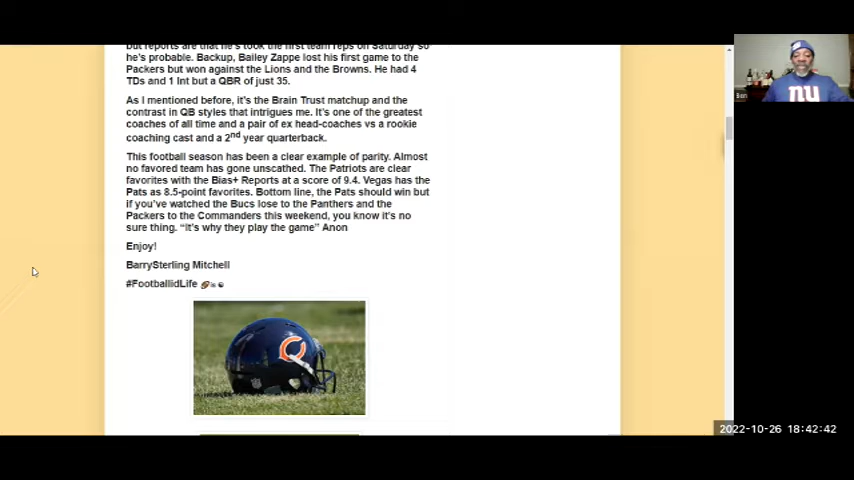 but reports are that he's took the first team reps on Saturday so
he's probable. Backup, Bailey Zappe lost his first game to the
Packers but won against the Lions and the Browns. He had 4
TDs and 1 Int but a QBR of just 35.
As I mentioned before, it's the Brain Trust matchup and the
contrast in QB styles that intrigues me. It's one of the greatest
coaches of all time and a pair of ex head-coaches vs a rookie
coaching cast and a 2nd year quarterback.
This football season has been a clear example of parity. Almost
no favored team has gone unscathed. The Patriots are clear
favorites with the Bias+ Reports at a score of 9.4. Vegas has the
Pats as 8.5-point favorites. Bottom line, the Pats should win but
if you've watched the Bucs lose to the Panthers and the
Packers to the Commanders this weekend, you know it's no
sure thing. "It's why they play the game" Anon
Enjoy!
BarrySterling Mitchell
#FootballidLife
ny
2022-10-26 18:42:42